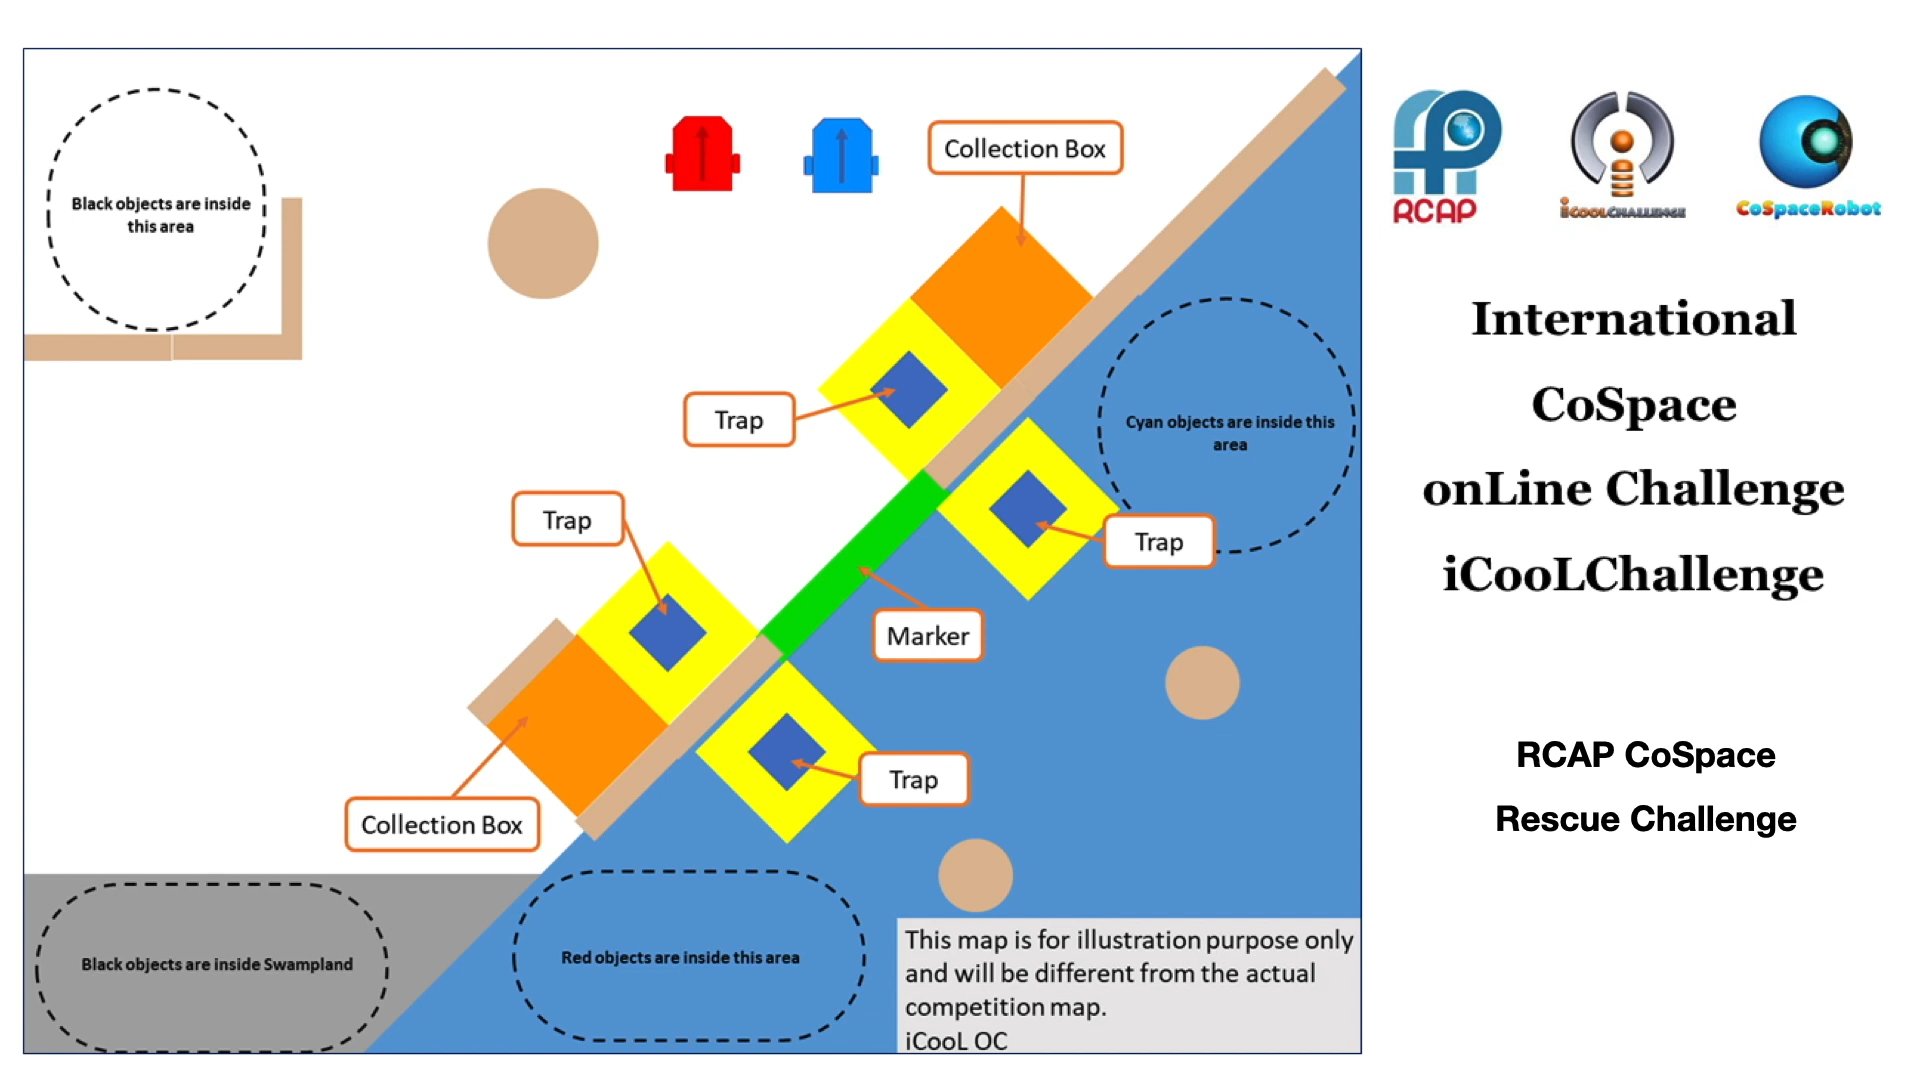 Black objects are inside
this area
Collection Box
Trap
Cyan objects are inside this
area
Trap
Trap
Marker
Trap
Collection Box
Black objects are inside Swampland
Red objects are inside this area
This map is for illustration purpose only
and will be different from the actual
competition map.
iCooL OC
RCAP
iCOOLCHALLENGE
CoSpaceRobot
International
CoSpace
onLine Challenge
iCooLChallenge
RCAP CoSpace
Rescue Challenge